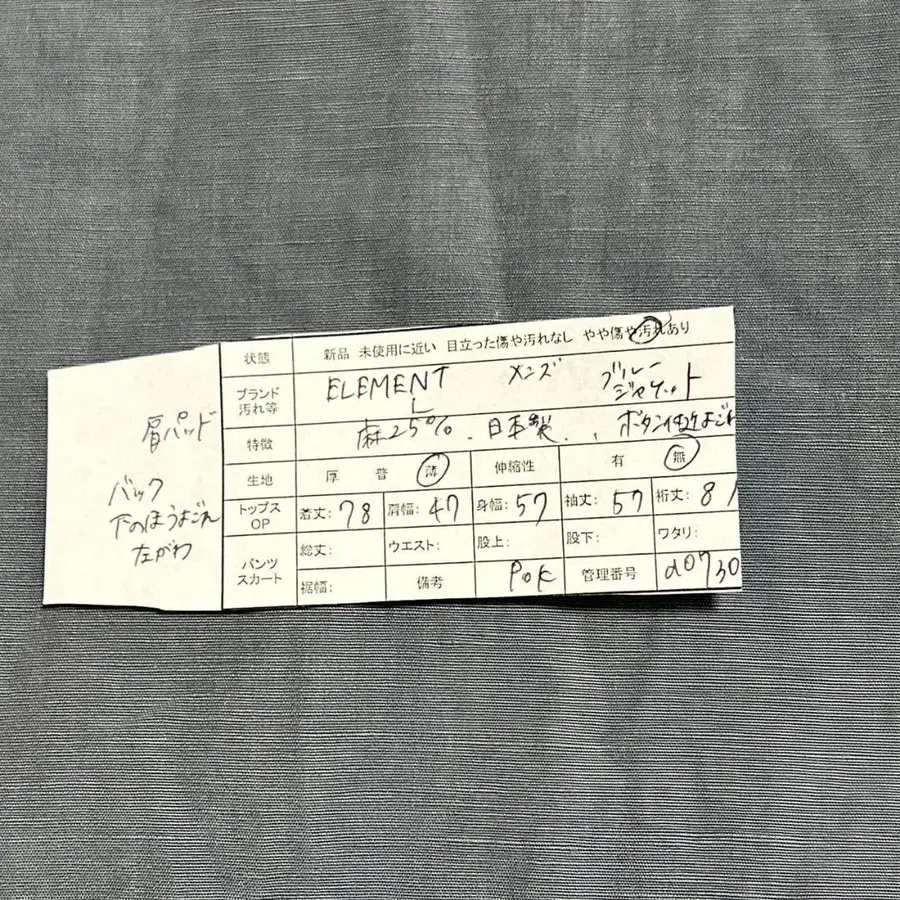 肩パッド
バック
下のほうよごれ
たがわ
状態 新品 未使用に近い 目立った傷や汚れなし やや傷や汚れあり
ブランド 汚れ等 ELEMENT メンズ ブルー
L ジャケット
特徴 麻25% . 日本製 . , ボタン
生地 厚 普 薄 伸縮性 有 無
トップス OP 着丈: 78 肩幅: 47 身幅: 57 袖丈: 57 裄丈: 81
パンツ スカート 総丈: ウエスト: 股上: 股下: ワタリ:
裾幅: 備考 POK 管理番号 d0730